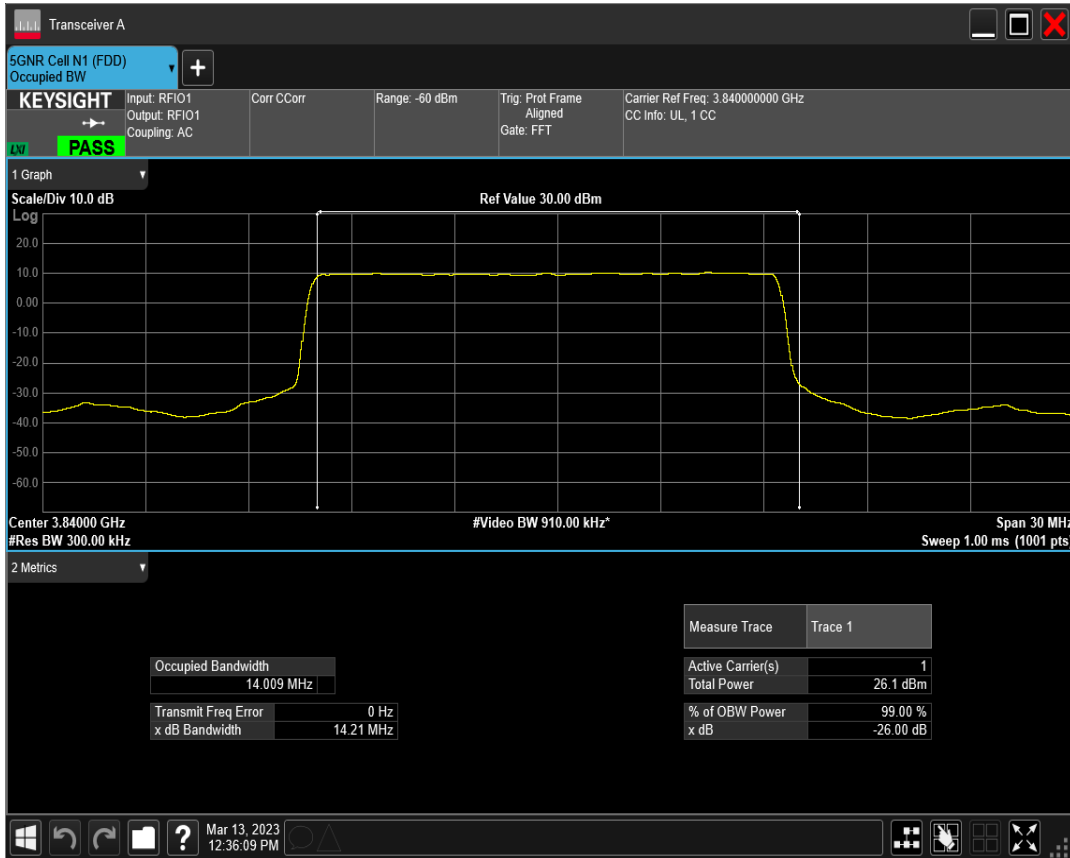 Transceiver A
5GNR Cell N1 (FDD)
Occupied BW
+
KEYSIGHT
LXI
PASS
Input: RFIO1
Output: RFIO1
Coupling: AC
Corr CCorr
Range: -60 dBm
Trig: Prot Frame
Aligned
Gate: FFT
Carrier Ref Freq: 3.840000000 GHz
CC Info: UL, 1 CC
1 Graph
Scale/Div 10.0 dB
Ref Value 30.00 dBm
Log
20.0
10.0
0.00
-10.0
-20.0
-30.0
-40.0
-50.0
-60.0
Center 3.84000 GHz
#Video BW 910.00 kHz*
Span 30 MHz
#Res BW 300.00 kHz
Sweep 1.00 ms (1001 pts)
2 Metrics
Measure Trace Trace 1
Occupied Bandwidth
14.009 MHz
Transmit Freq Error 0 Hz
x dB Bandwidth 14.21 MHz
Active Carrier(s) 1
Total Power 26.1 dBm
% of OBW Power 99.00 %
x dB -26.00 dB
?
Mar 13, 2023
12:36:09 PM